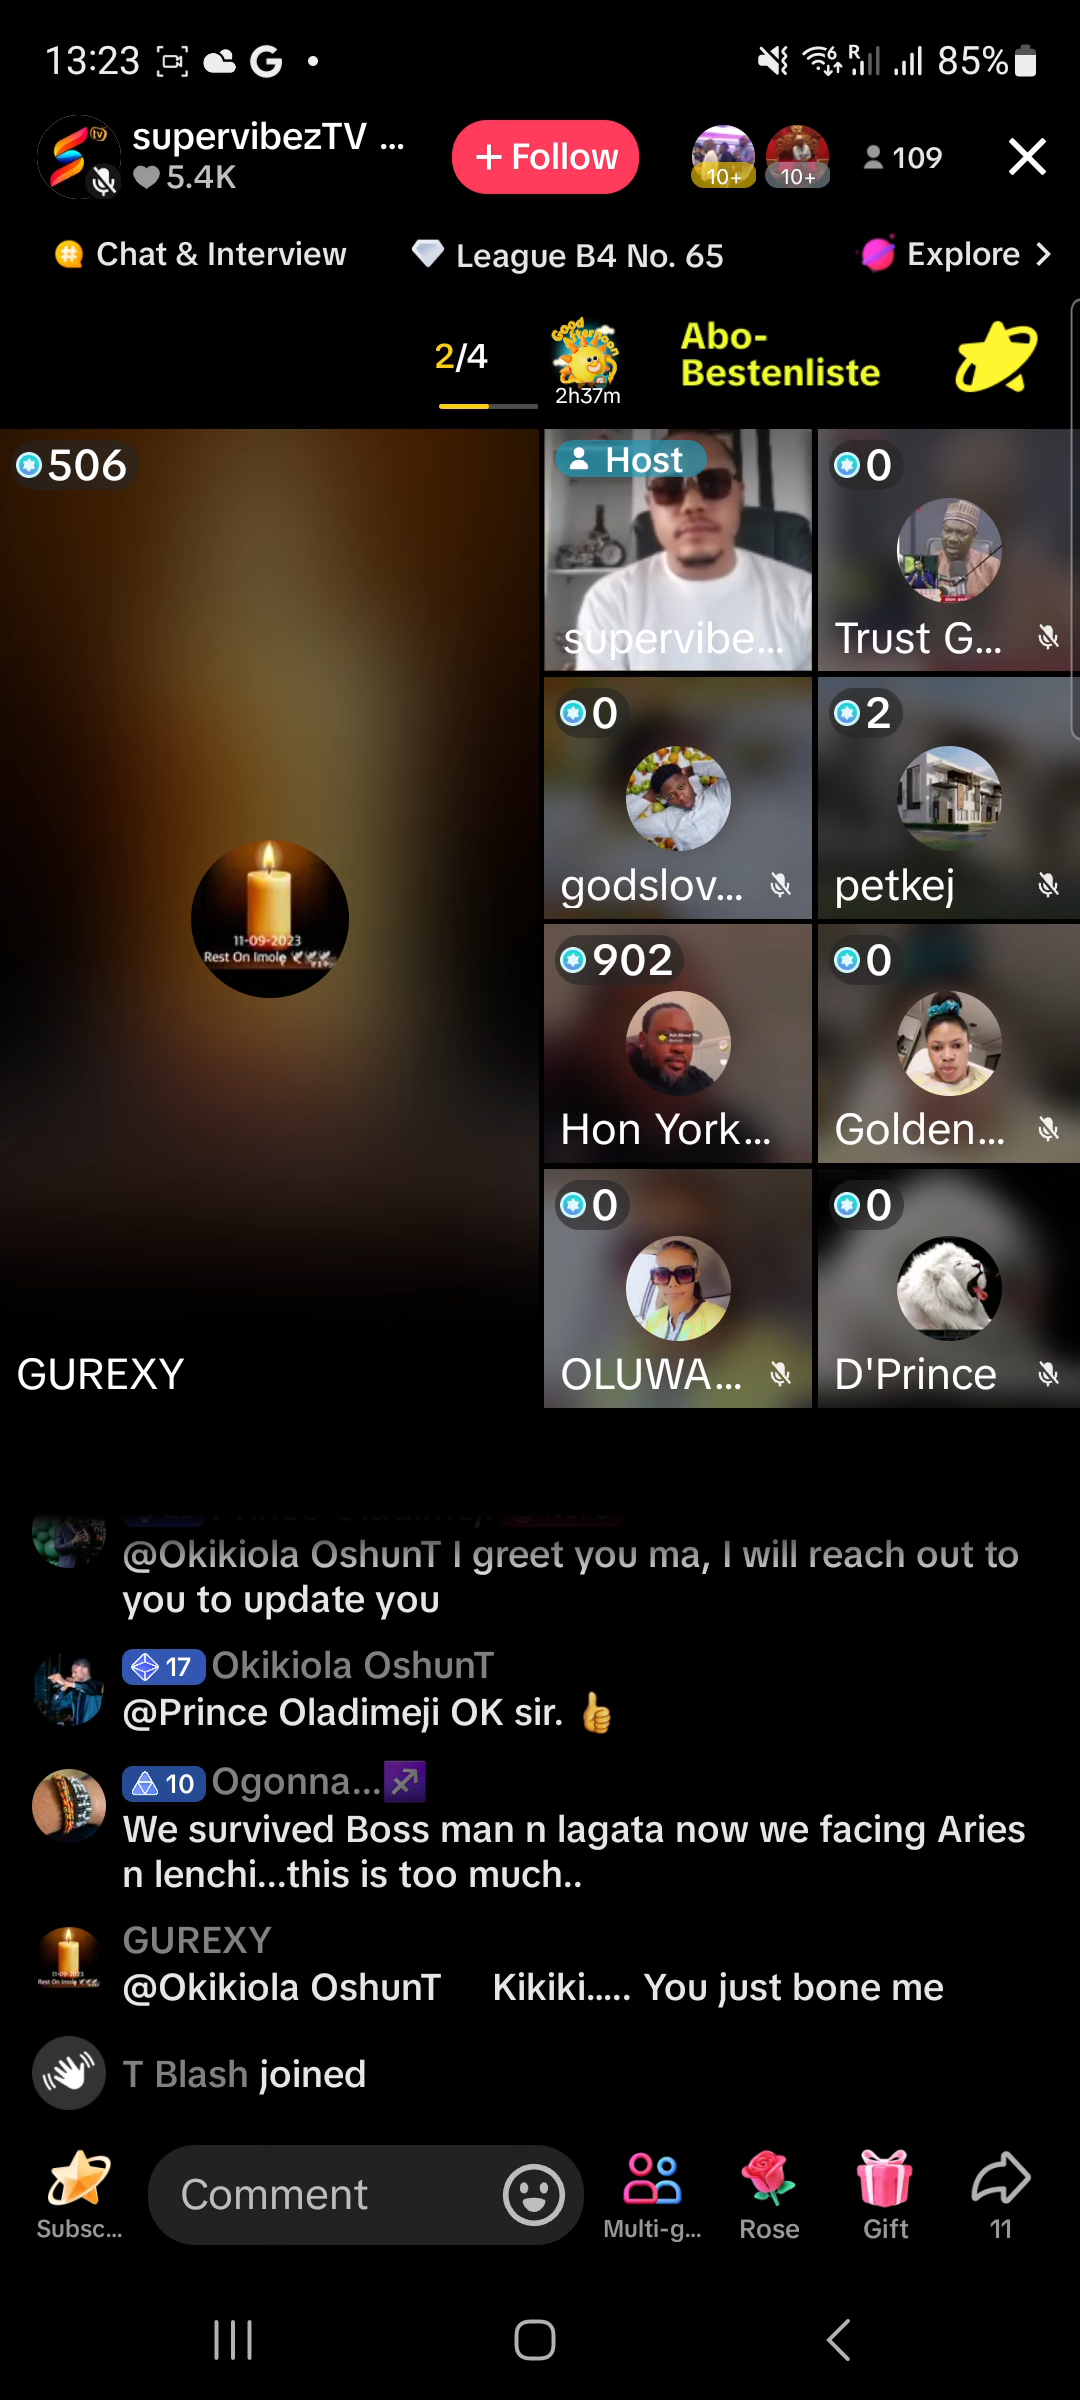 13:23
85%
supervibezTV ...
5.4K
+ Follow
10+
10+
109
Chat & Interview
League B4 No. 65
Explore >
2/4
Good Afternoon
2h37m
Abo-
Bestenliste
506
11-09-2023
Rest On Imolẹ
GUREXY
Host
supervibe...
0
Trust G...
0
godslov...
2
petkej
902
Hon York...
0
Golden...
0
OLUWA...
0
D'Prince
@Okikiola OshunT I greet you ma, I will reach out to
you to update you
17 Okikiola OshunT
@Prince Oladimeji OK sir. 👍
10 Ogonna...♐
We survived Boss man n lagata now we facing Aries
n lenchi...this is too much..
GUREXY
@Okikiola OshunT Kikiki..... You just bone me
T Blash joined
Subsc...
Comment
Multi-g...
Rose
Gift
11